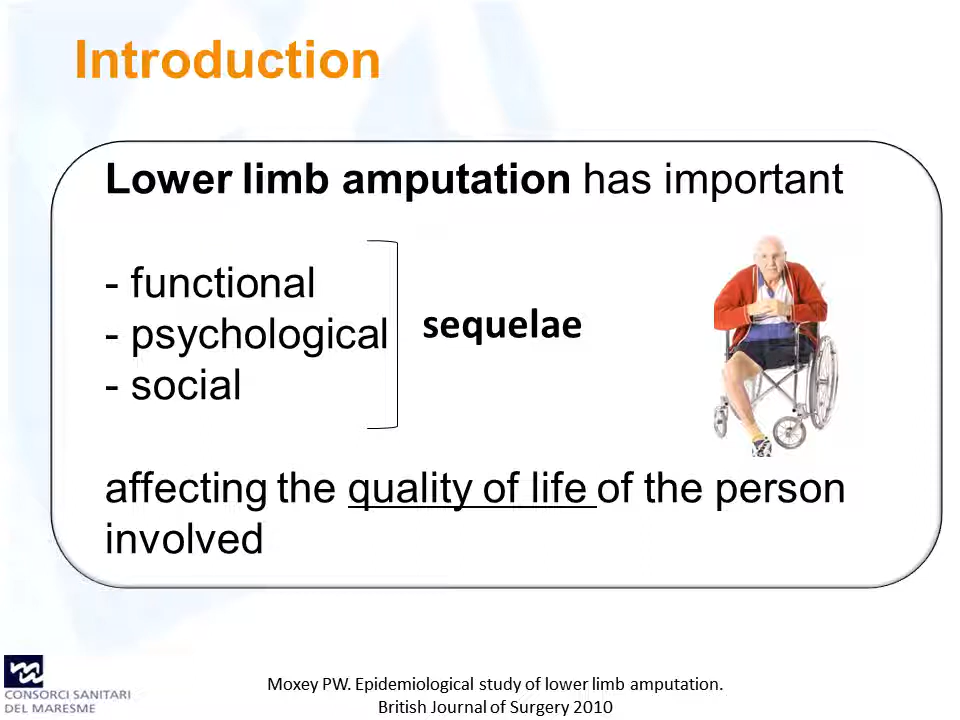 Introduction
Lower limb amputation has important
- functional
- psychological
- social
sequelae
affecting the quality of life of the person
involved
CONSORCI SANITARI
DEL MARESME
Moxey PW. Epidemiological study of lower limb amputation.
British Journal of Surgery 2010